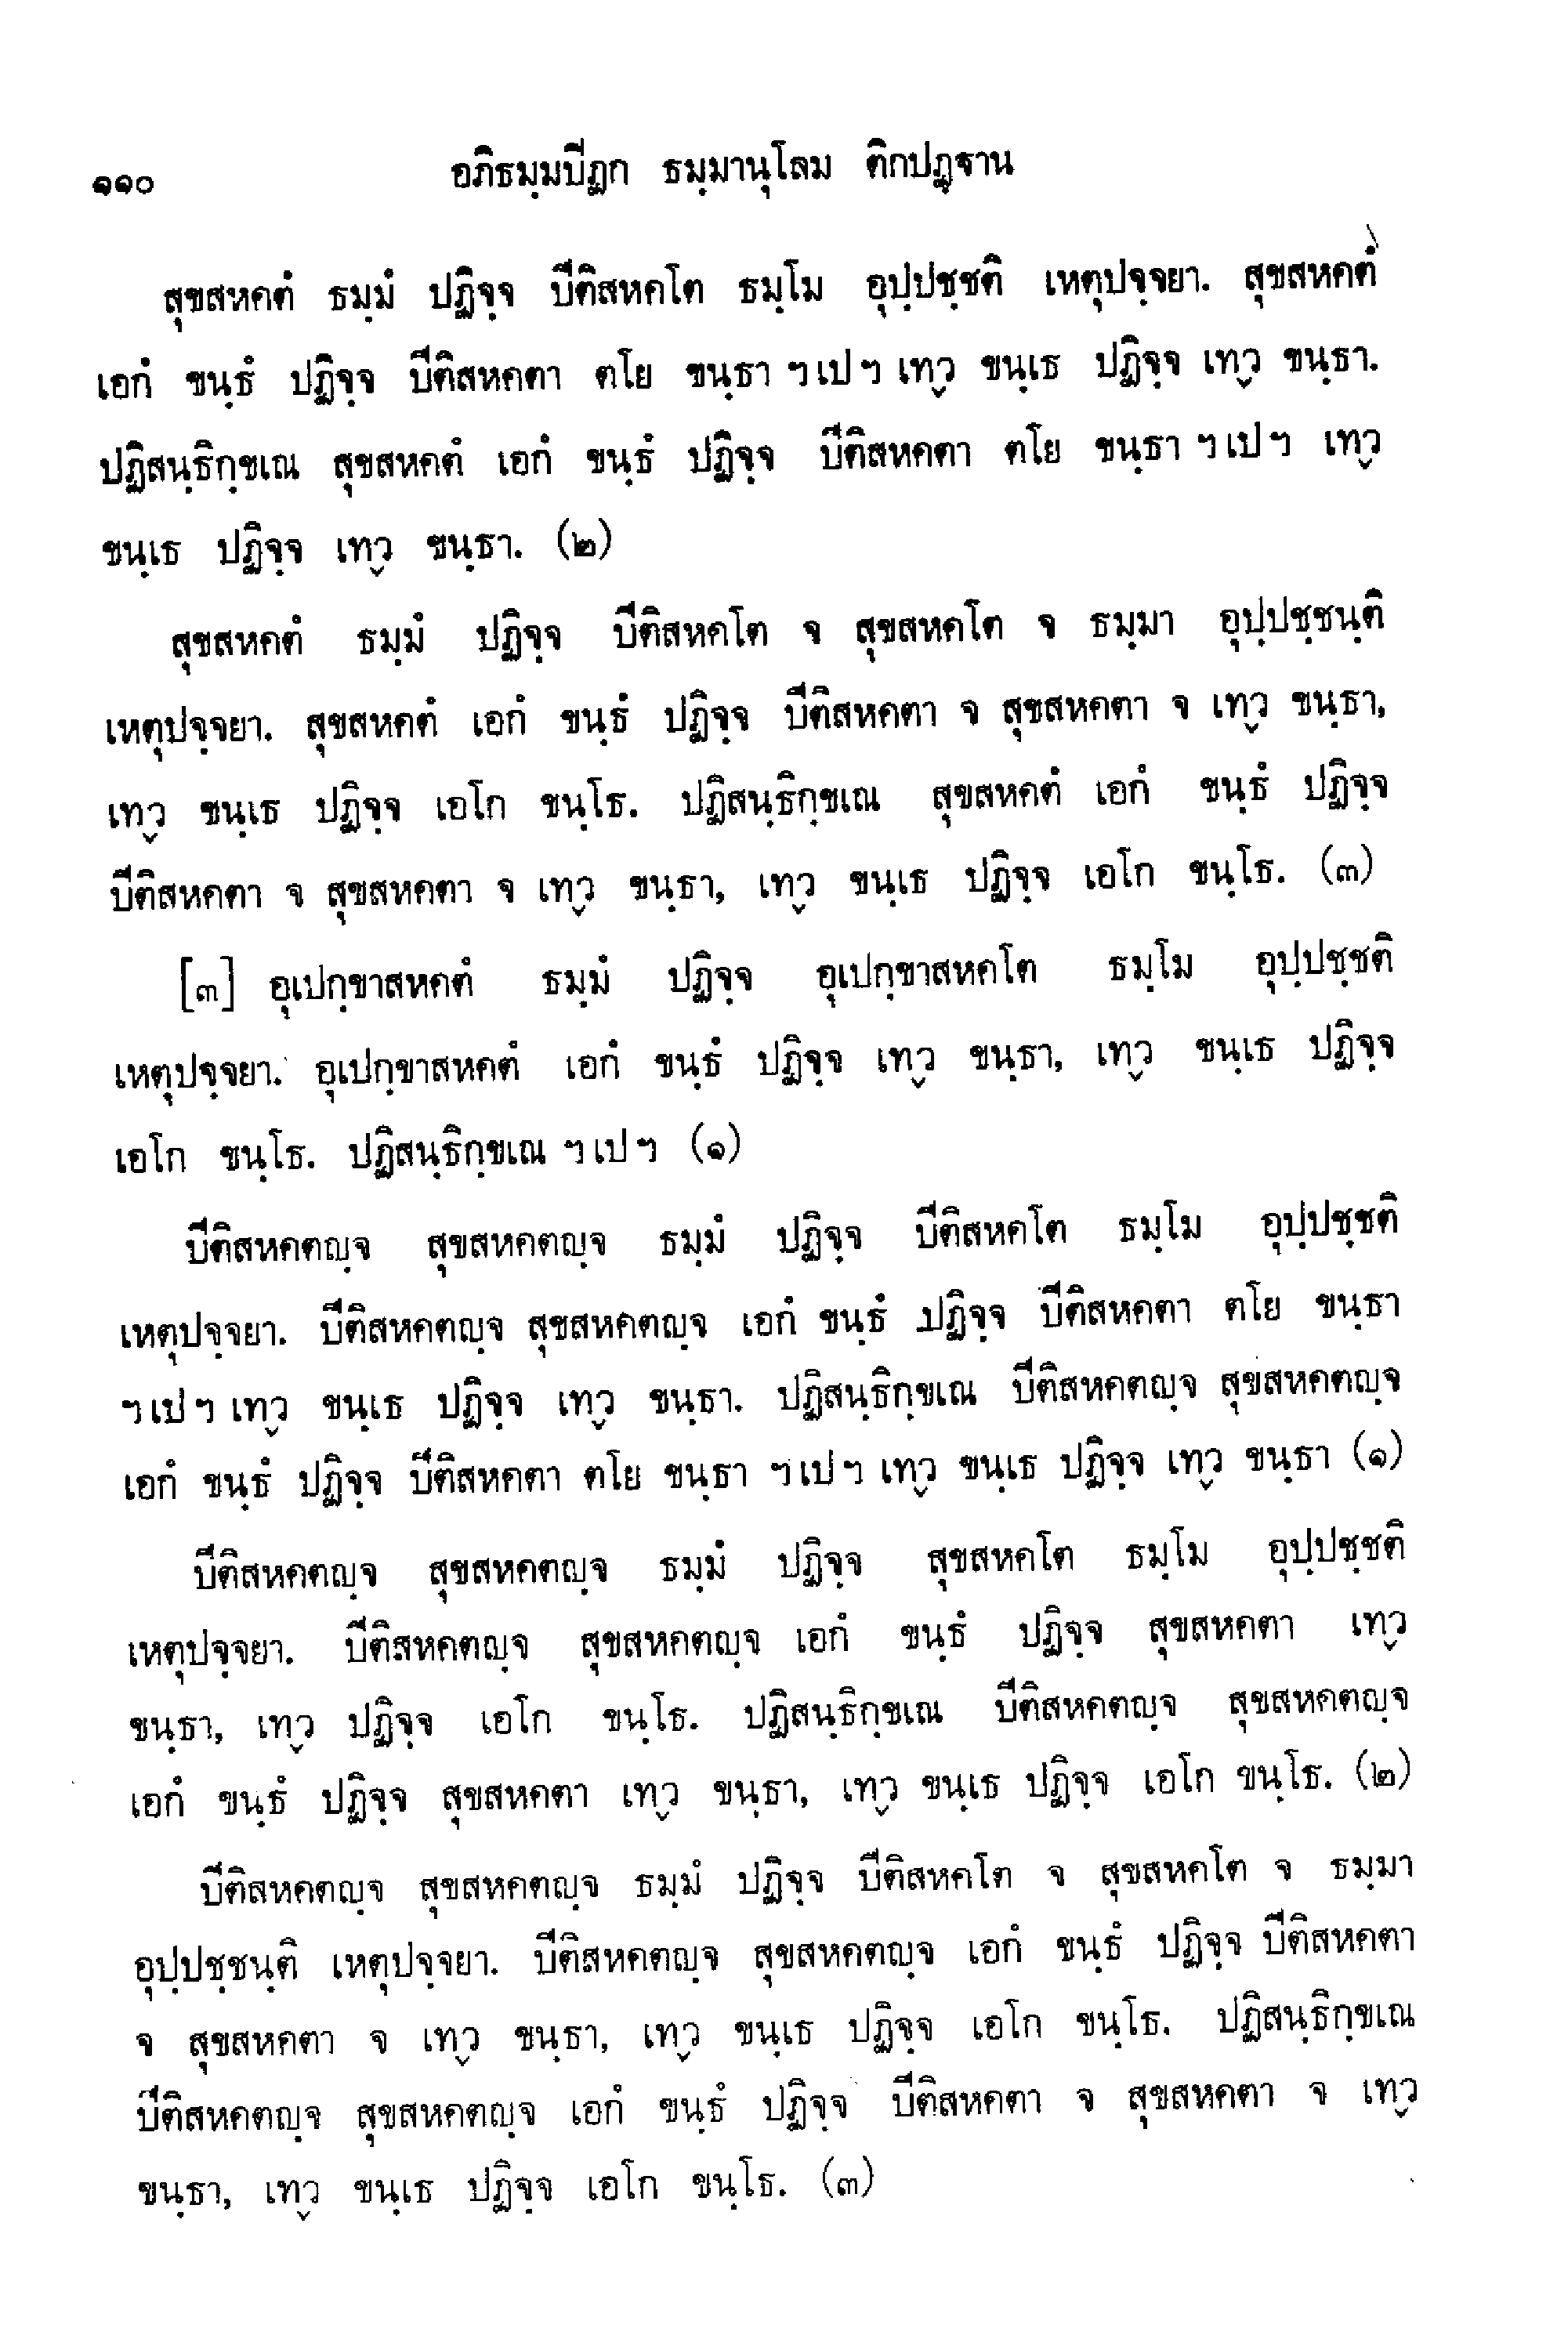 ๑๑๐ อภิธมฺมปีฏก ธมฺมานุโลม ติกปฏฺฐาน
สุขสหคตํ ธมฺมํ ปฏิจฺจ ปีติสหคโต ธมฺโม อุปฺปชฺชติ เหตุปจฺจยา. สุขสหคตํ
เอกํ ขนฺธํ ปฏิจฺจ ปีติสหคตา ตโย ขนฺธา ฯ เป ฯ เทฺว ขนฺเธ ปฏิจฺจ เทฺว ขนฺธา.
ปฏิสนฺธิกฺขเณ สุขสหคตํ เอกํ ขนฺธํ ปฏิจฺจ ปีติสหคตา ตโย ขนฺธา ฯ เป ฯ เทฺว
ขนฺเธ ปฏิจฺจ เทฺว ขนฺธา. (๒)
สุขสหคตํ ธมฺมํ ปฏิจฺจ ปีติสหคโต จ สุขสหคโต จ ธมฺมา อุปฺปชฺชนฺติ
เหตุปจฺจยา. สุขสหคตํ เอกํ ขนฺธํ ปฏิจฺจ ปีติสหคตา จ สุขสหคตา จ เทฺว ขนฺธา,
เทฺว ขนฺเธ ปฏิจฺจ เอโก ขนฺโธ. ปฏิสนฺธิกฺขเณ สุขสหคตํ เอกํ ขนฺธํ ปฏิจฺจ
ปีติสหคตา จ สุขสหคตา จ เทฺว ขนฺธา, เทฺว ขนฺเธ ปฏิจฺจ เอโก ขนฺโธ. (๓)
[๓] อุเปกฺขาสหคตํ ธมฺมํ ปฏิจฺจ อุเปกฺขาสหคโต ธมฺโม อุปฺปชฺชติ
เหตุปจฺจยา. อุเปกฺขาสหคตํ เอกํ ขนฺธํ ปฏิจฺจ เทฺว ขนฺธา, เทฺว ขนฺเธ ปฏิจฺจ
เอโก ขนฺโธ. ปฏิสนฺธิกฺขเณ ฯ เป ฯ (๑)
ปีติสหคตญฺจ สุขสหคตญฺจ ธมฺมํ ปฏิจฺจ ปีติสหคโต ธมฺโม อุปฺปชฺชติ
เหตุปจฺจยา. ปีติสหคตญฺจ สุขสหคตญฺจ เอกํ ขนฺธํ ปฏิจฺจ ปีติสหคตา ตโย ขนฺธา
ฯ เป ฯ เทฺว ขนฺเธ ปฏิจฺจ เทฺว ขนฺธา. ปฏิสนฺธิกฺขเณ ปีติสหคตญฺจ สุขสหคตญฺจ
เอกํ ขนฺธํ ปฏิจฺจ ปีติสหคตา ตโย ขนฺธา ฯ เป ฯ เทฺว ขนฺเธ ปฏิจฺจ เทฺว ขนฺธา (๑)
ปีติสหคตญฺจ สุขสหคตญฺจ ธมฺมํ ปฏิจฺจ สุขสหคโต ธมฺโม อุปฺปชฺชติ
เหตุปจฺจยา. ปีติสหคตญฺจ สุขสหคตญฺจ เอกํ ขนฺธํ ปฏิจฺจ สุขสหคตา เทฺว
ขนฺธา, เทฺว ปฏิจฺจ เอโก ขนฺโธ. ปฏิสนฺธิกฺขเณ ปีติสหคตญฺจ สุขสหคตญฺจ
เอกํ ขนฺธํ ปฏิจฺจ สุขสหคตา เทฺว ขนฺธา, เทฺว ขนฺเธ ปฏิจฺจ เอโก ขนฺโธ. (๒)
ปีติสหคตญฺจ สุขสหคตญฺจ ธมฺมํ ปฏิจฺจ ปีติสหคโต จ สุขสหคโต จ ธมฺมา
อุปฺปชฺชนฺติ เหตุปจฺจยา. ปีติสหคตญฺจ สุขสหคตญฺจ เอกํ ขนฺธํ ปฏิจฺจ ปีติสหคตา
จ สุขสหคตา จ เทฺว ขนฺธา, เทฺว ขนฺเธ ปฏิจฺจ เอโก ขนฺโธ. ปฏิสนฺธิกฺขเณ
ปีติสหคตญฺจ สุขสหคตญฺจ เอกํ ขนฺธํ ปฏิจฺจ ปีติสหคตา จ สุขสหคตา จ เทฺว
ขนฺธา, เทฺว ขนฺเธ ปฏิจฺจ เอโก ขนฺโธ. (๓)